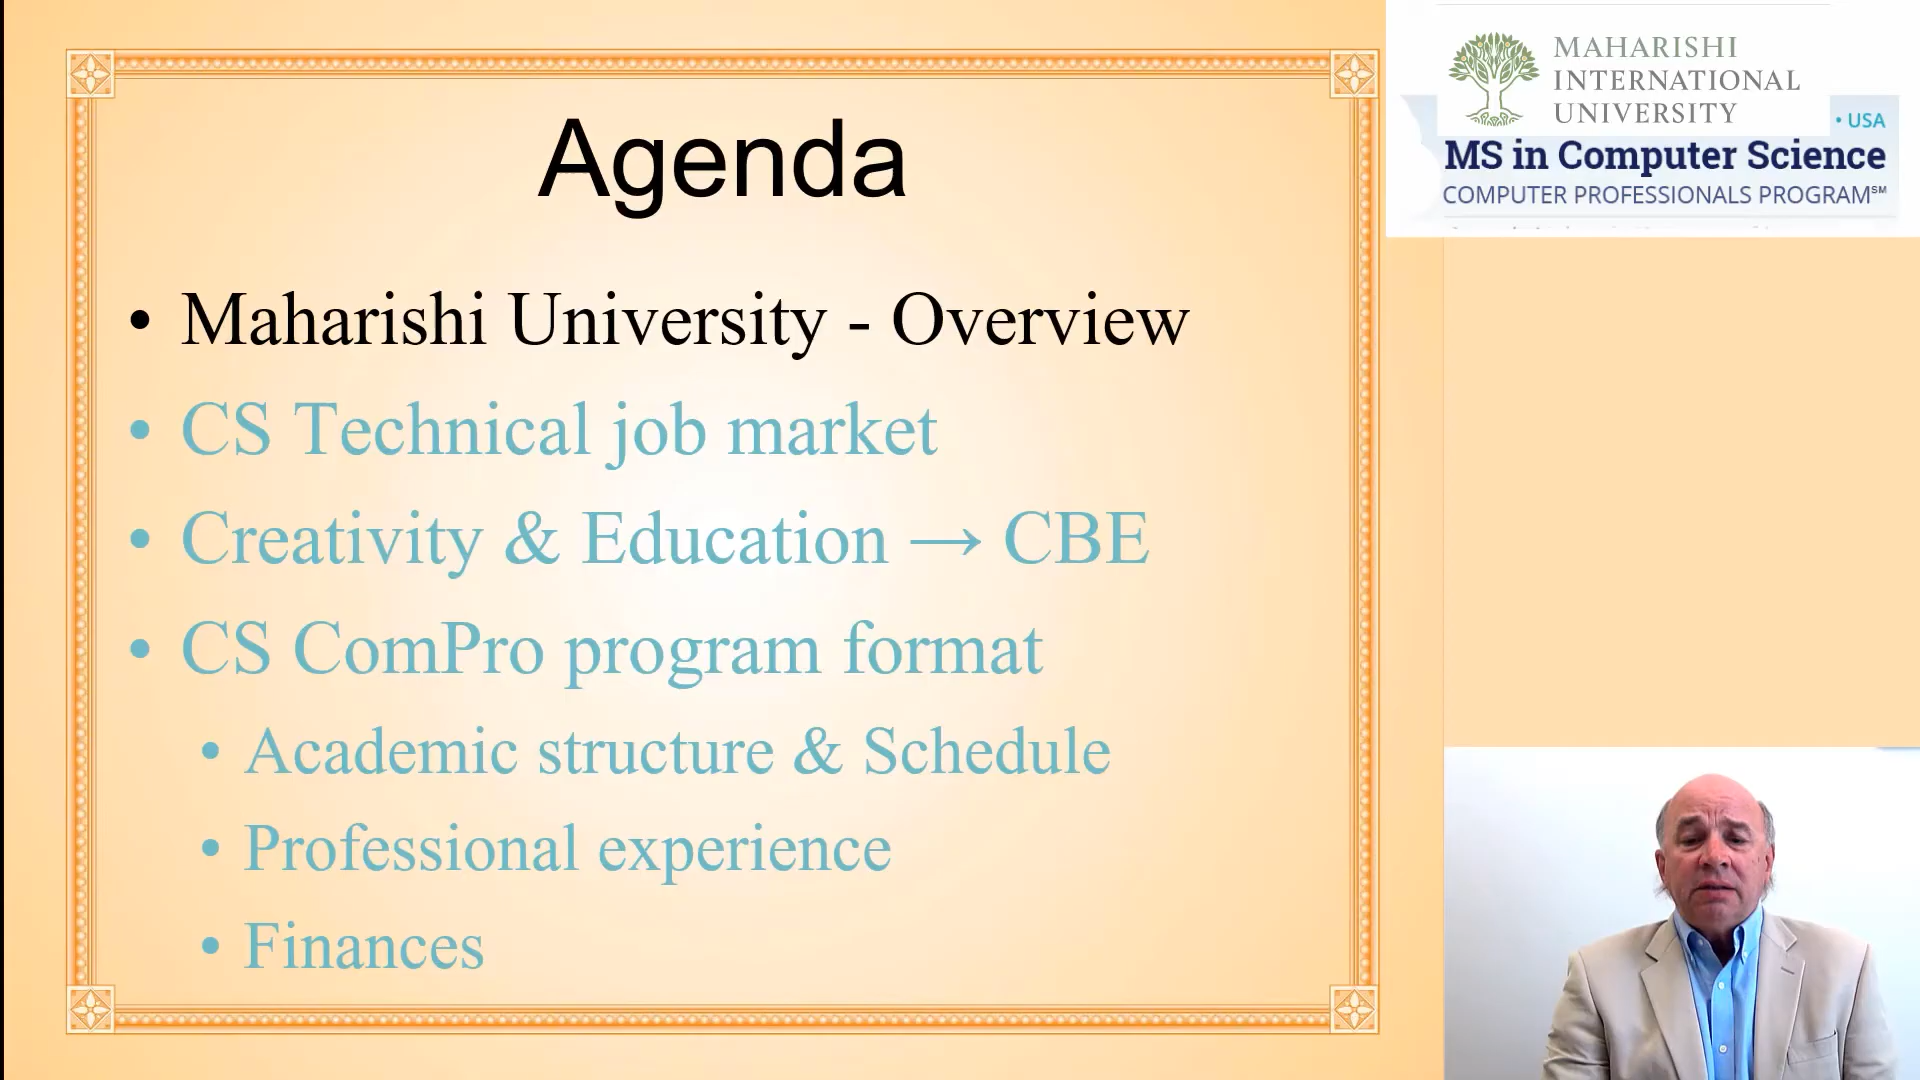 Agenda
• Maharishi University - Overview
• CS Technical job market
• Creativity & Education → CBE
• CS ComPro program format
• Academic structure & Schedule
• Professional experience
• Finances
MAHARISHI
INTERNATIONAL
UNIVERSITY
• USA
MS in Computer Science
COMPUTER PROFESSIONALS PROGRAM℠